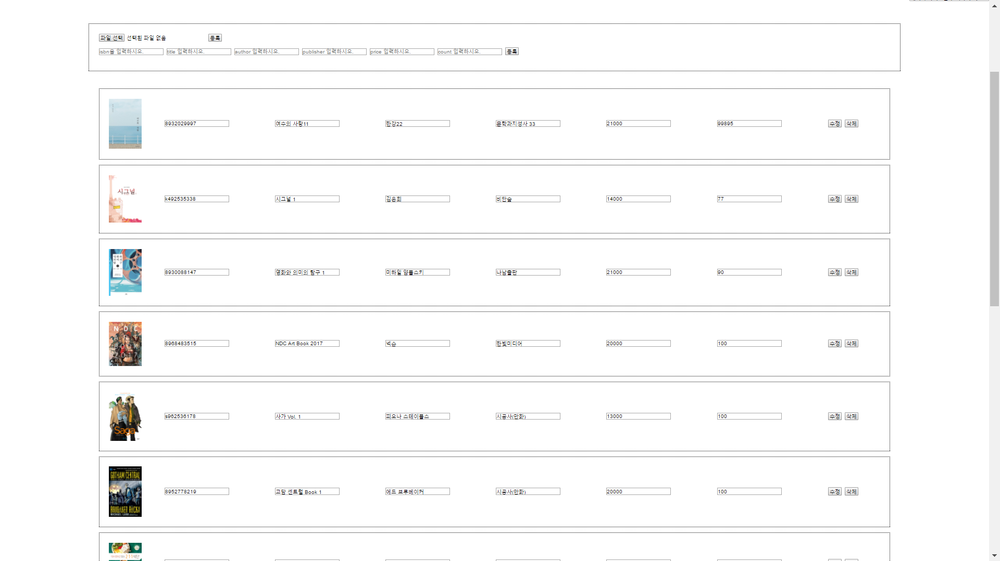 파일 선택 선택된 파일 없음 등록
isbn을 입력하시오. title 입력하시오. author 입력하시오. publisher 입력하시오. price 입력하시오. count 입력하시오. 등록
8932029997 여수의 사랑11 한강22 문학과지성사 33 21000 99895 수정 삭제
시그널
k492535338 시그널 1 김은희 비단숲 14000 77 수정 삭제
8930088147 영화와 의미의 탐구 1 미하일 얌폴스키 나남출판 21000 90 수정 삭제
NDC
ART
BOOK
2017
8968483515 NDC Art Book 2017 넥슨 한빛미디어 20000 100 수정 삭제
Saga
s962536178 사가 Vol. 1 피오나 스테이플스 시공사(만화) 13000 100 수정 삭제
GOTHAM CENTRAL
BRUBAKER RUCKA
MICHAEL LARK
8952778219 고담 센트럴 Book 1 에드 브루베이커 시공사(만화) 20000 100 수정 삭제